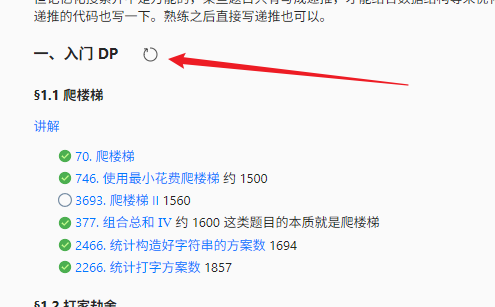 递推的代码也写一下。熟练之后直接写递推也可以。
一、入门 DP
§1.1 爬楼梯
讲解
70. 爬楼梯
746. 使用最小花费爬楼梯 约 1500
3693. 爬楼梯 II 1560
377. 组合总和 IV 约 1600 这类题目的本质就是爬楼梯
2466. 统计构造好字符串的方案数 1694
2266. 统计打字方案数 1857
§1.2 打家劫舍